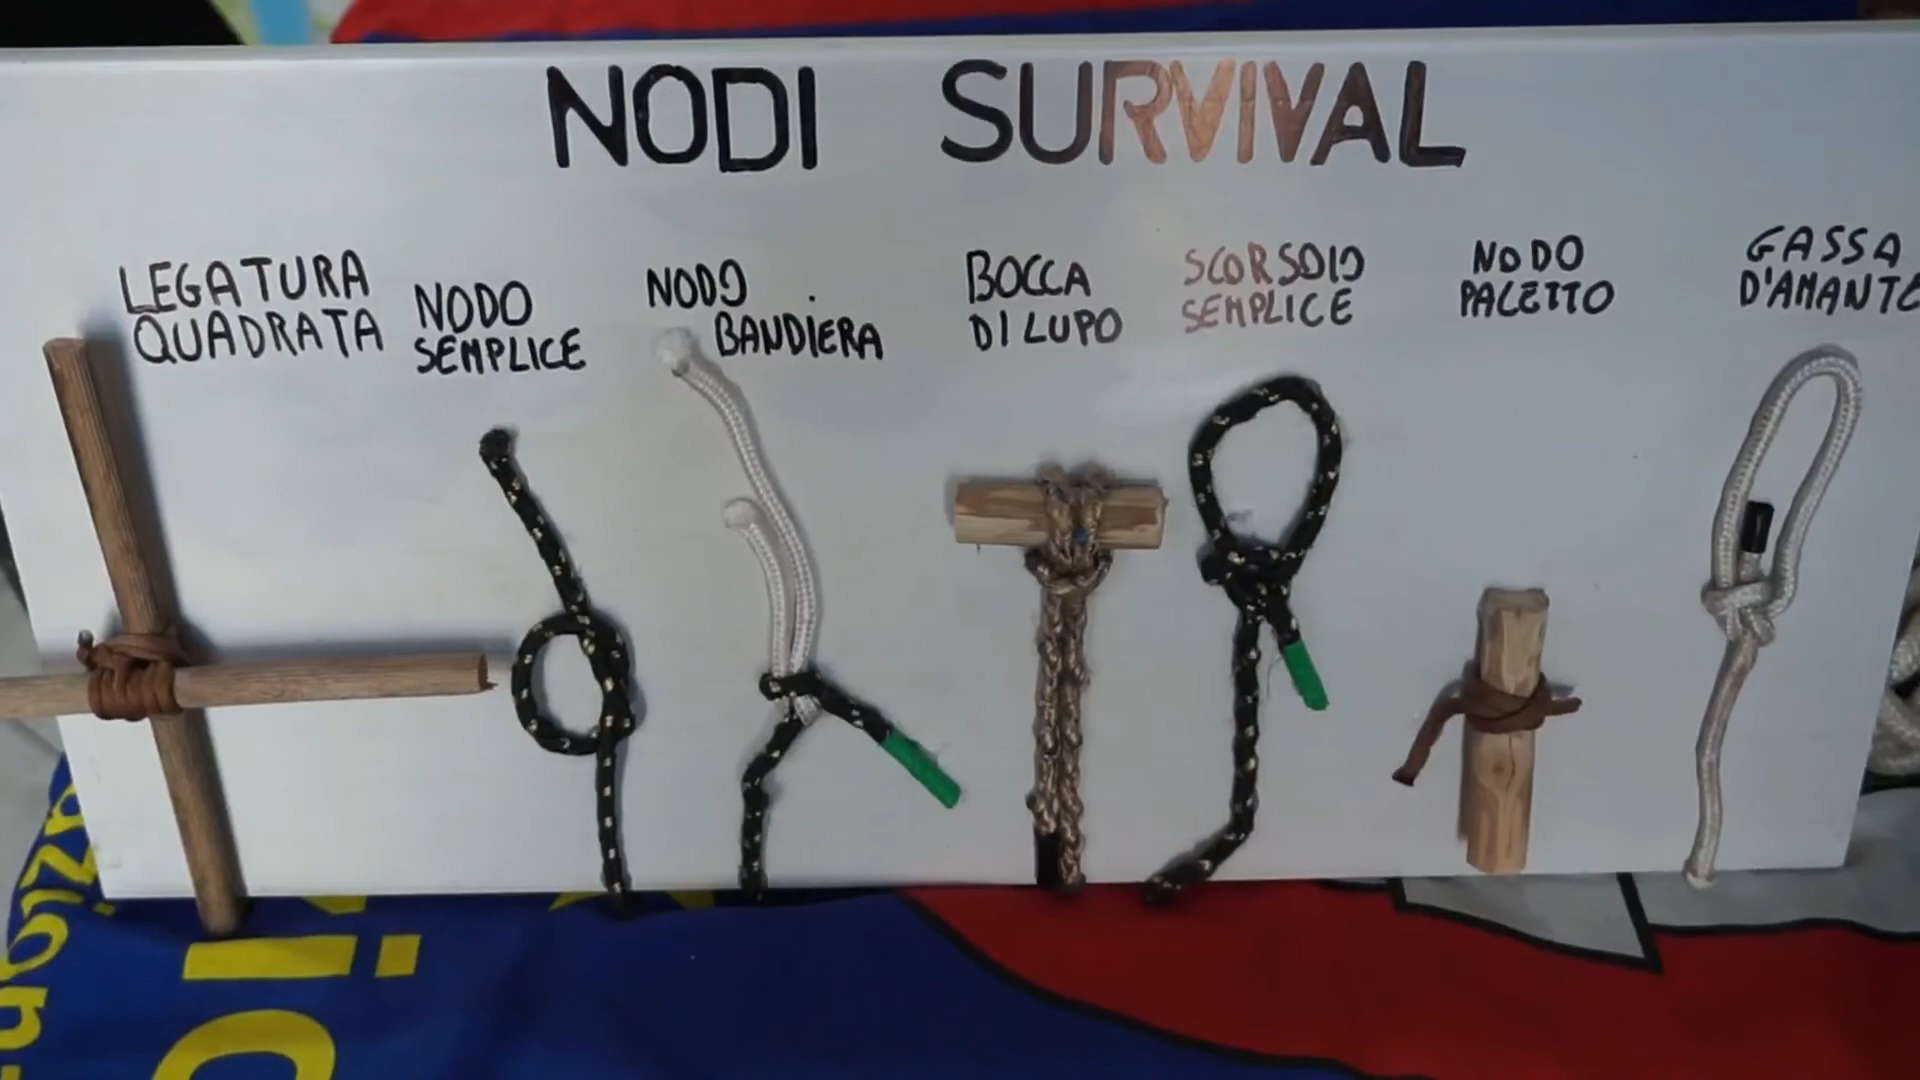 NODI SURVIVAL
LEGATURA
QUADRATA
NODO
SEMPLICE
NODO
BANDIERA
BOCCA
DI LUPO
SCORSOIO
SEMPLICE
NODO
PALETTO
GASSA
D'AMANTE